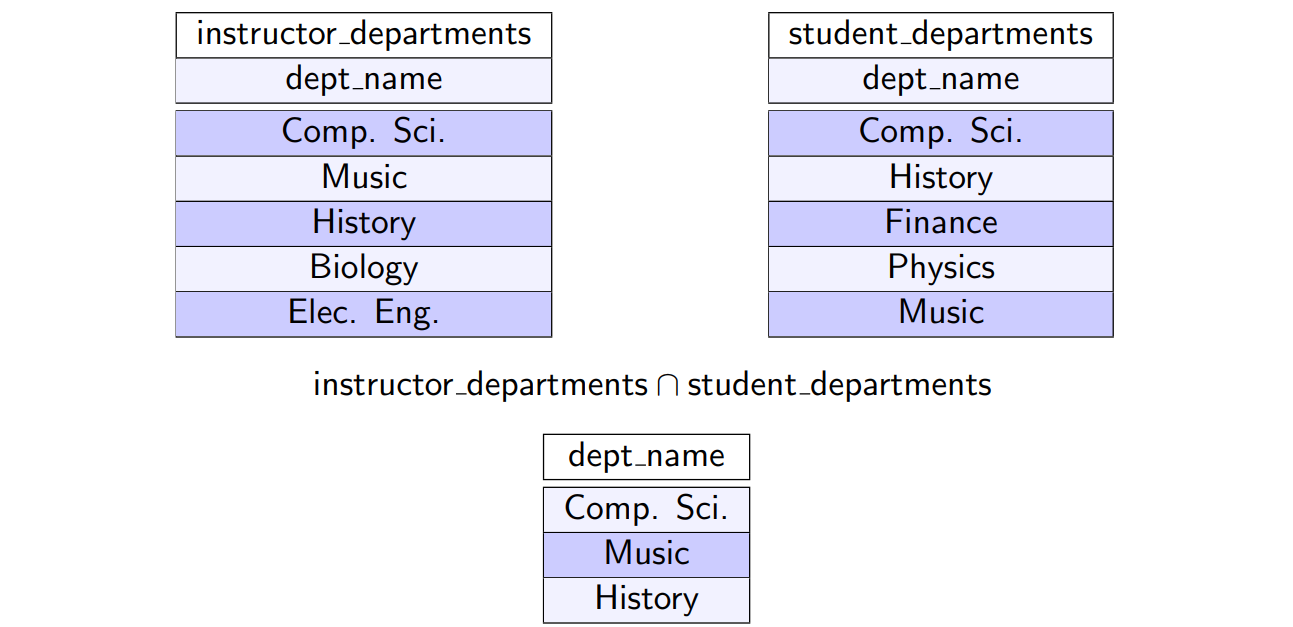 instructor_departments
dept_name
Comp. Sci.
Music
History
Biology
Elec. Eng.
student_departments
dept_name
Comp. Sci.
History
Finance
Physics
Music
instructor_departments ∩ student_departments
dept_name
Comp. Sci.
Music
History